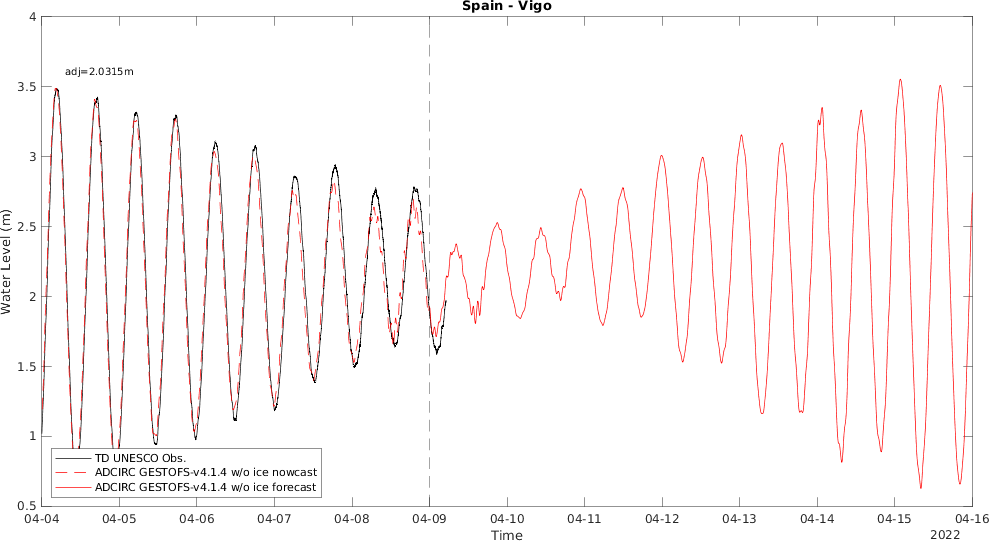 Spain - Vigo
adj=2.0315m
Water Level (m)
4
3.5
3
2.5
2
1.5
1
0.5
TD UNESCO Obs.
ADCIRC GESTOFS-v4.1.4 w/o ice nowcast
ADCIRC GESTOFS-v4.1.4 w/o ice forecast
04-04 04-05 04-06 04-07 04-08 04-09 04-10 04-11 04-12 04-13 04-14 04-15 04-16
Time
2022